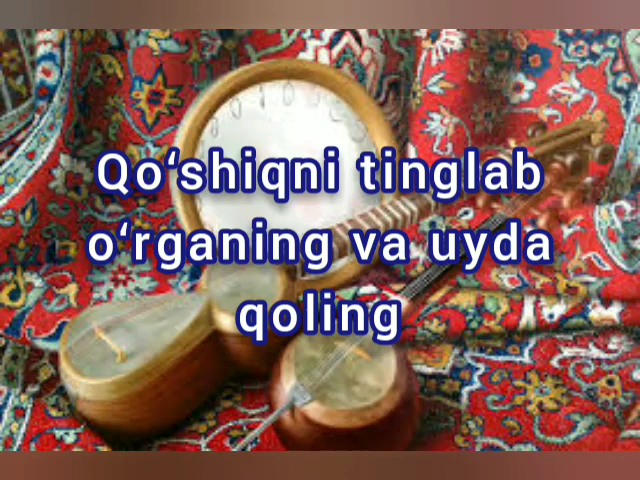 Qo‘shiqni tinglab
o‘rganing va uyda
qoling